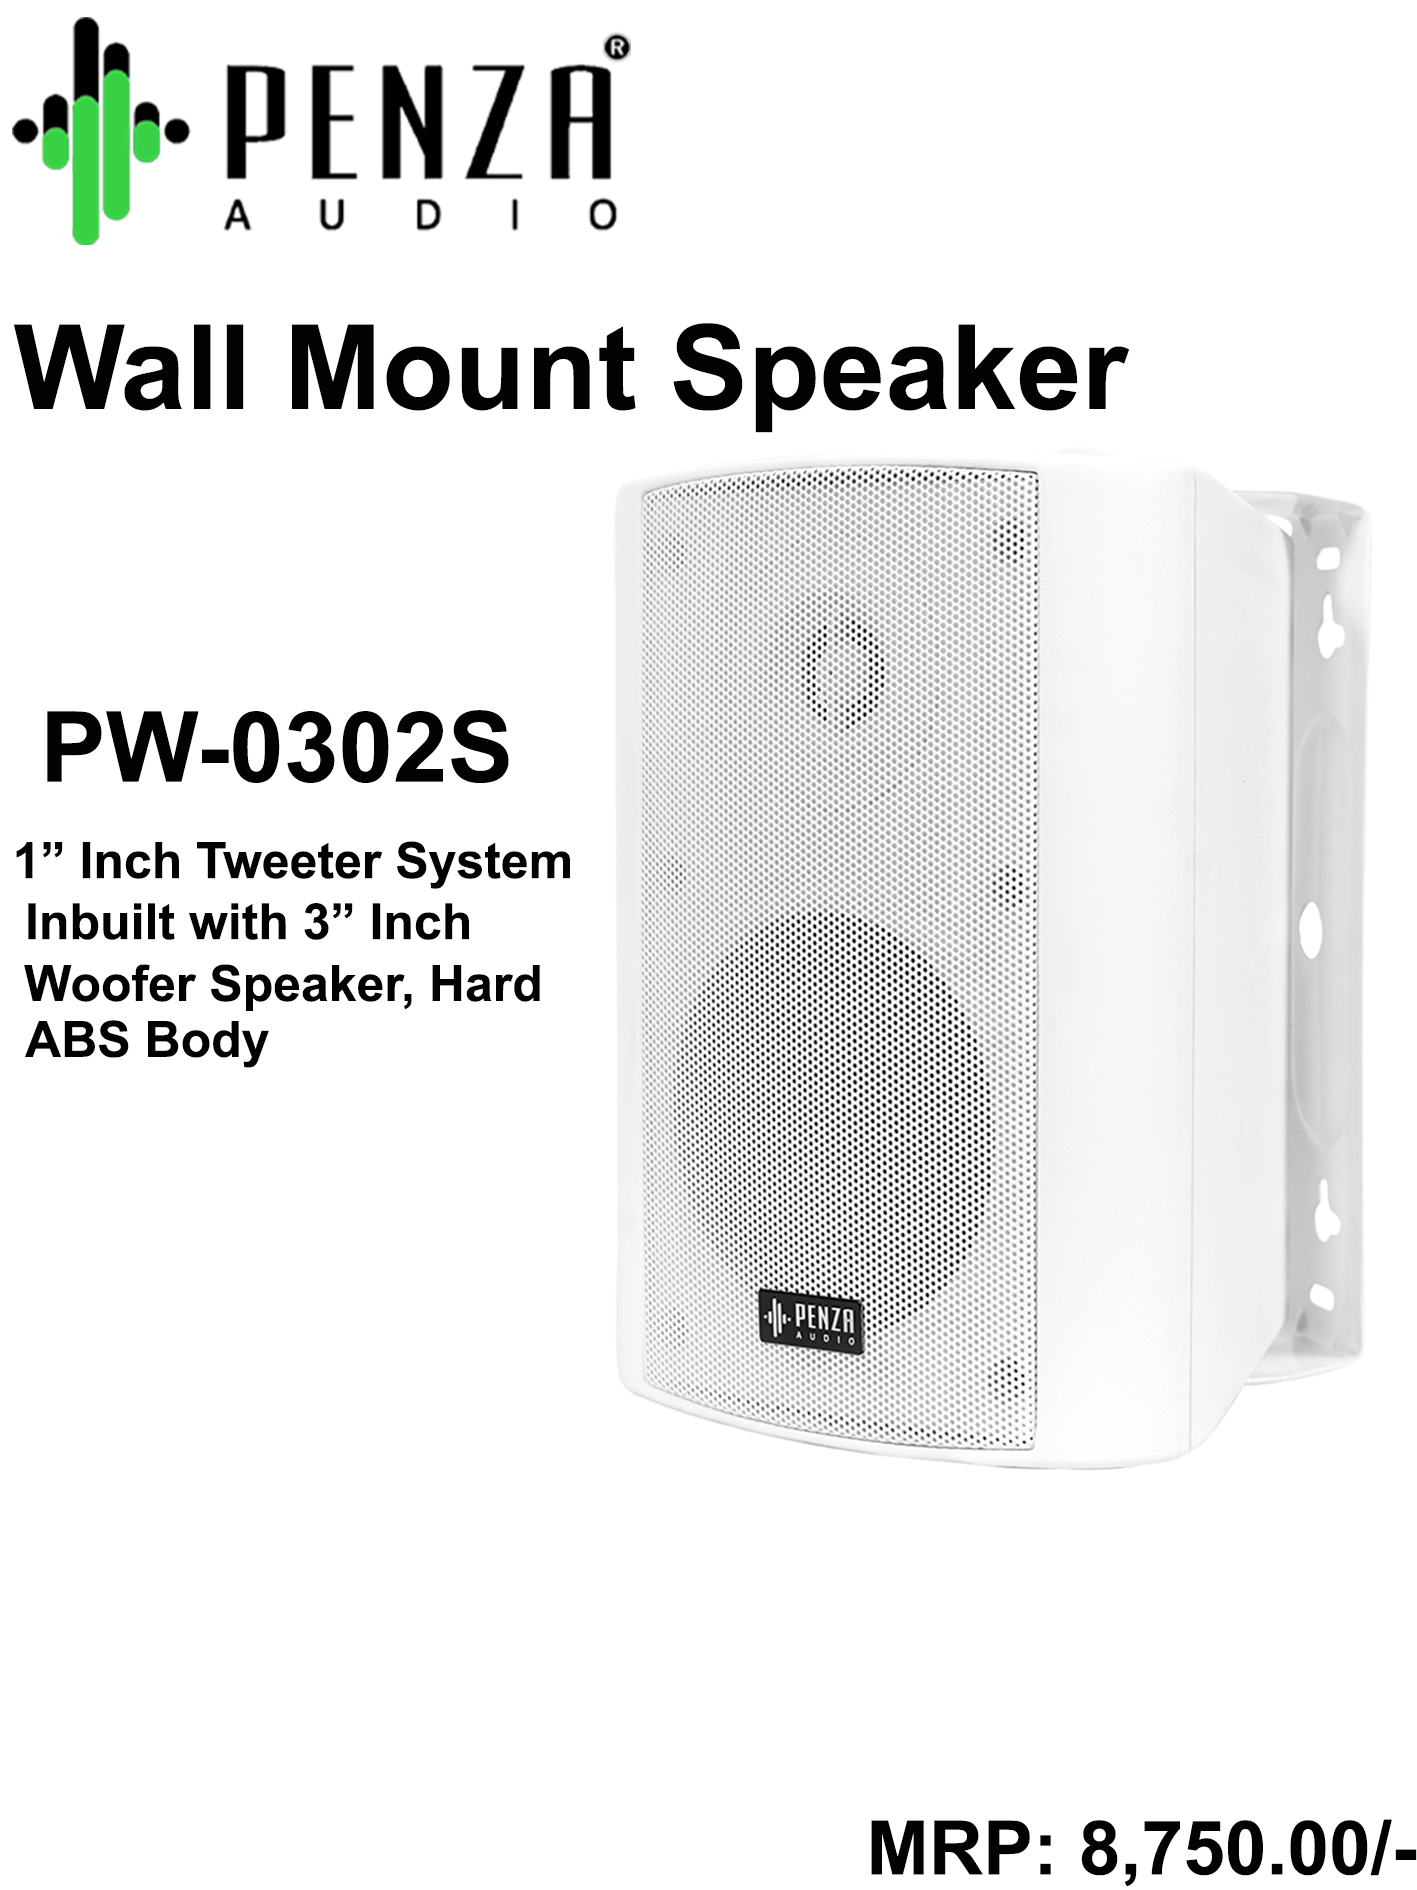 PENZA®
AUDIO
Wall Mount Speaker
PW-0302S
1” Inch Tweeter System
Inbuilt with 3” Inch
Woofer Speaker, Hard
ABS Body
PENZA
AUDIO
MRP: 8,750.00/-